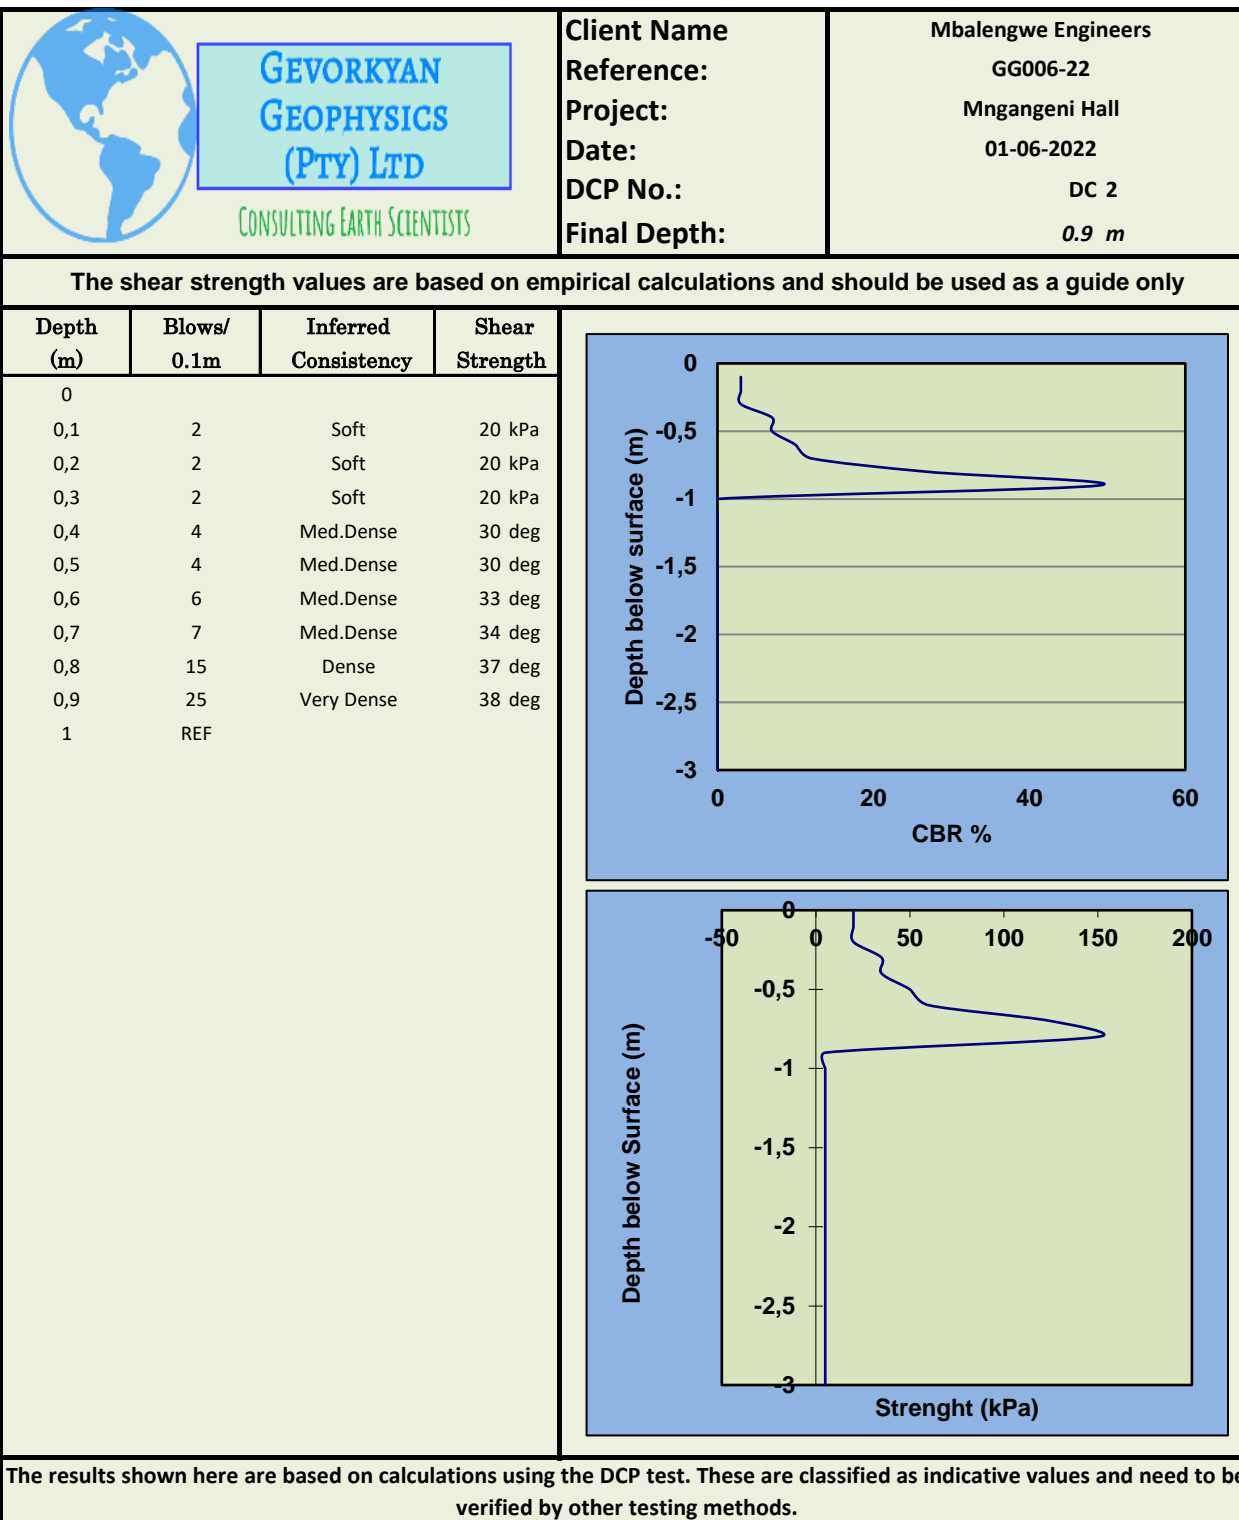 GEVORKYAN
GEOPHYSICS
(PTY) LTD
CONSULTING EARTH SCIENTISTS
Client Name Mbalengwe Engineers
Reference: GG006-22
Project: Mngangeni Hall
Date: 01-06-2022
DCP No.: DC 2
Final Depth: 0.9 m
The shear strength values are based on empirical calculations and should be used as a guide only
Depth Blows/ Inferred Shear
(m) 0.1m Consistency Strength
0
0,1 2 Soft 20 kPa
0,2 2 Soft 20 kPa
0,3 2 Soft 20 kPa
0,4 4 Med.Dense 30 deg
0,5 4 Med.Dense 30 deg
0,6 6 Med.Dense 33 deg
0,7 7 Med.Dense 34 deg
0,8 15 Dense 37 deg
0,9 25 Very Dense 38 deg
1 REF
Depth below surface (m)
0
-0,5
-1
-1,5
-2
-2,5
-3
0 20 40 60
CBR %
Depth below Surface (m)
0
-50 0 50 100 150 200
-0,5
-1
-1,5
-2
-2,5
-3
Strenght (kPa)
The results shown here are based on calculations using the DCP test. These are classified as indicative values and need to be
verified by other testing methods.